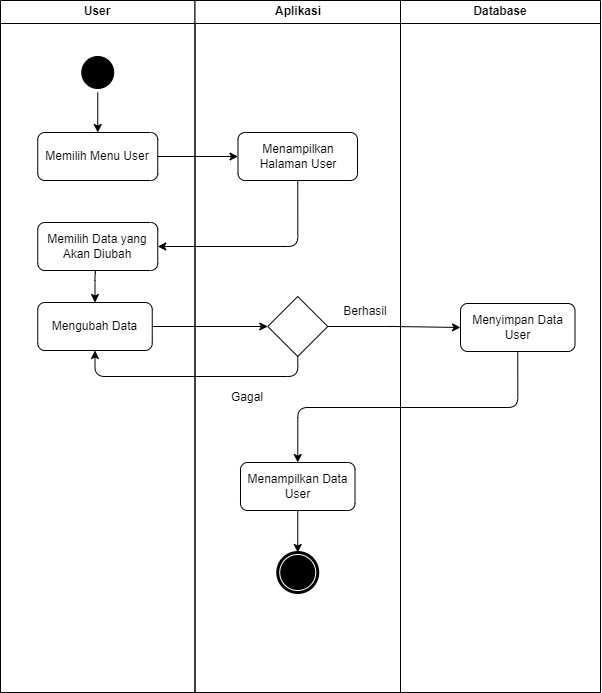 User
Aplikasi
Database
Memilih Menu User
Menampilkan
Halaman User
Memilih Data yang
Akan Diubah
Mengubah Data
Berhasil
Menyimpan Data
User
Gagal
Menampilkan Data
User